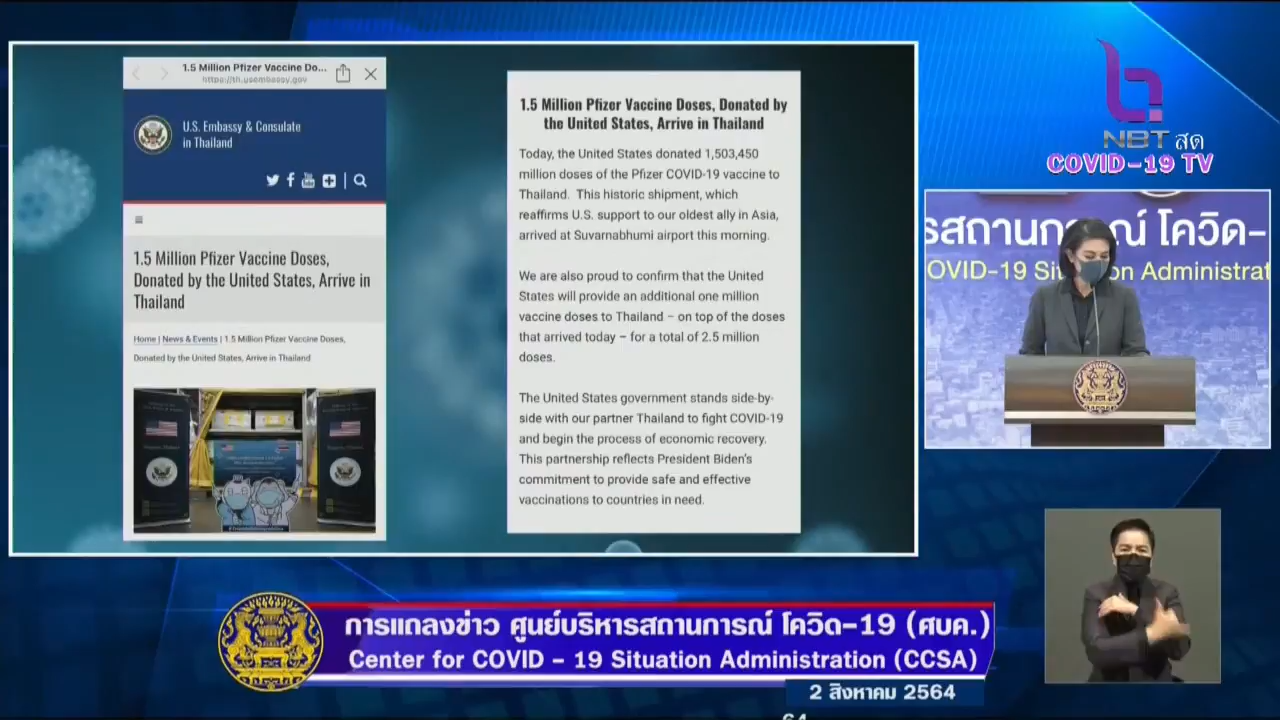 1.5 Million Pfizer Vaccine Do...
https://th.usembassy.gov
U.S. Embassy & Consulate
in Thailand
1.5 Million Pfizer Vaccine Doses,
Donated by the United States, Arrive in
Thailand
Home | News & Events | 1.5 Million Pfizer Vaccine Doses,
Donated by the United States, Arrive in Thailand
1.5 Million Pfizer Vaccine Doses, Donated by
the United States, Arrive in Thailand
Today, the United States donated 1,503,450
million doses of the Pfizer COVID-19 vaccine to
Thailand. This historic shipment, which
reaffirms U.S. support to our oldest ally in Asia,
arrived at Suvarnabhumi airport this morning.
We are also proud to confirm that the United
States will provide an additional one million
vaccine doses to Thailand – on top of the doses
that arrived today – for a total of 2.5 million
doses.
The United States government stands side-by-
side with our partner Thailand to fight COVID-19
and begin the process of economic recovery.
This partnership reflects President Biden's
commitment to provide safe and effective
vaccinations to countries in need.
NBT สด
COVID-19 TV
รสถานก ณ์ โควิด-
OVID-19 Si on Administrat
การแถลงข่าว ศูนย์บริหารสถานการณ์ โควิด-19 (ศบค.)
Center for COVID - 19 Situation Administration (CCSA)
2 สิงหาคม 2564